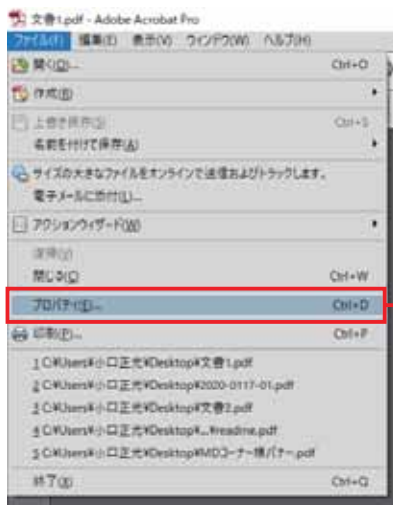 文書1.pdf - Adobe Acrobat Pro
ファイル(F) 編集(E) 表示(V) ウィンドウ(W) ヘルプ(H)
開く(O)... Ctrl+O
作成(R)
上書き保存(S) Ctrl+S
名前を付けて保存(A)
サイズの大きなファイルをオンラインで送信およびトラックします。
電子メールに添付(L)...
アクションウィザード(W)
復帰(V)
閉じる(C) Ctrl+W
プロパティ(E)... Ctrl+D
印刷(P)... Ctrl+P
1 C:¥Users¥小口正光¥Desktop¥文書1.pdf
2 C:¥Users¥小口正光¥Desktop¥2020-0117-01.pdf
3 C:¥Users¥小口正光¥Desktop¥文書2.pdf
4 C:¥Users¥小口正光¥Desktop¥...¥readme.pdf
5 C:¥Users¥小口正光¥Desktop¥MDコーナー横バナー.pdf
終了(X) Ctrl+Q